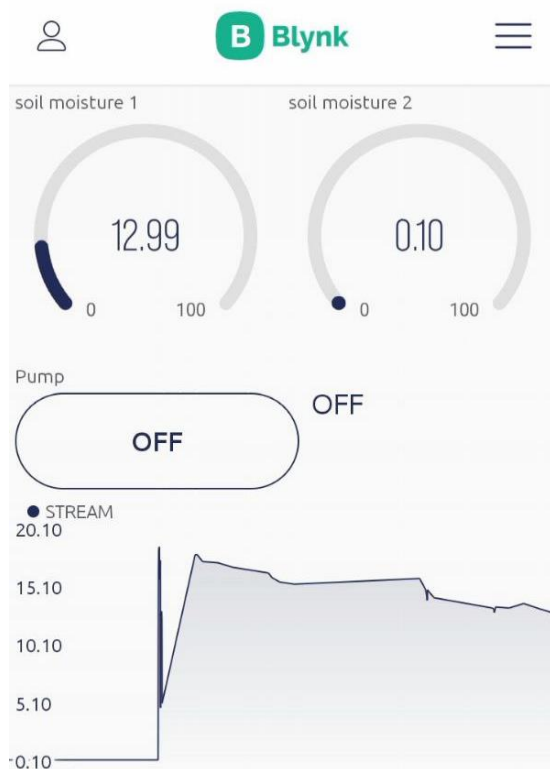 B Blynk
soil moisture 1
soil moisture 2
12.99
0.10
0
100
0
100
Pump
OFF
OFF
STREAM
20.10
15.10
10.10
5.10
-0.10